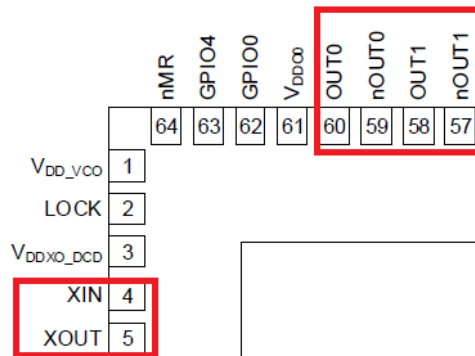 nMR GPIO4 GPIO0 VDDO0 OUT0 nOUT0 OUT1 nOUT1
64 63 62 61 60 59 58 57
VDD_VCO 1
LOCK 2
VDDXO_DCD 3
XIN 4
XOUT 5